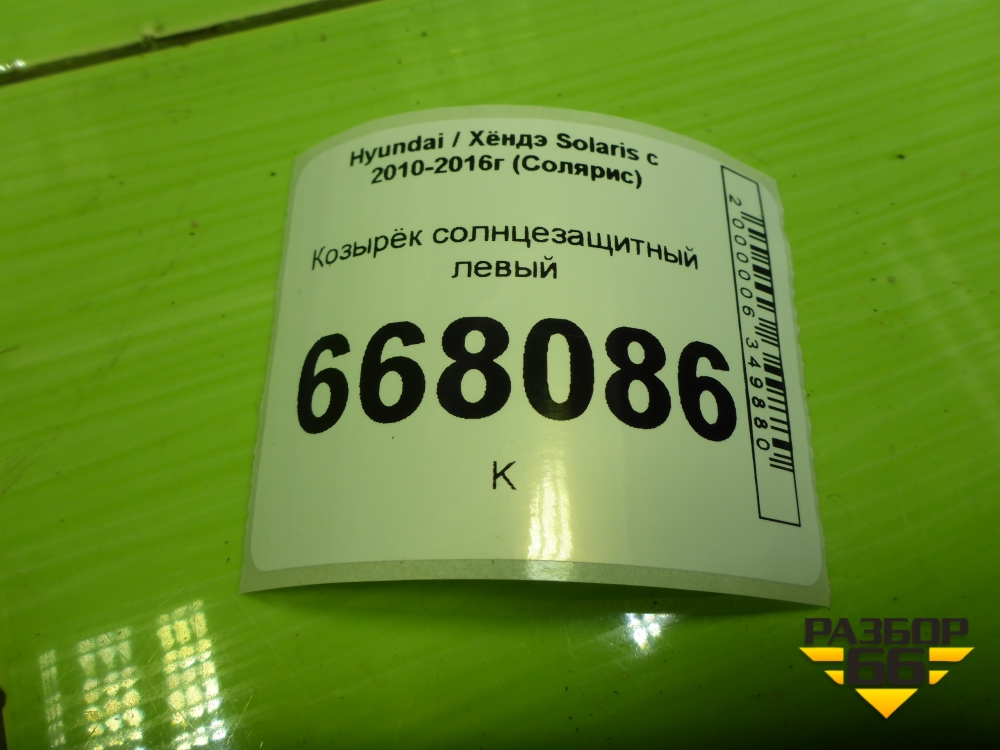 Hyundai / Хёндэ Solaris с
2010-2016г (Солярис)
Козырёк солнцезащитный
левый
668086
К
2000006349880
РАЗБОР
66